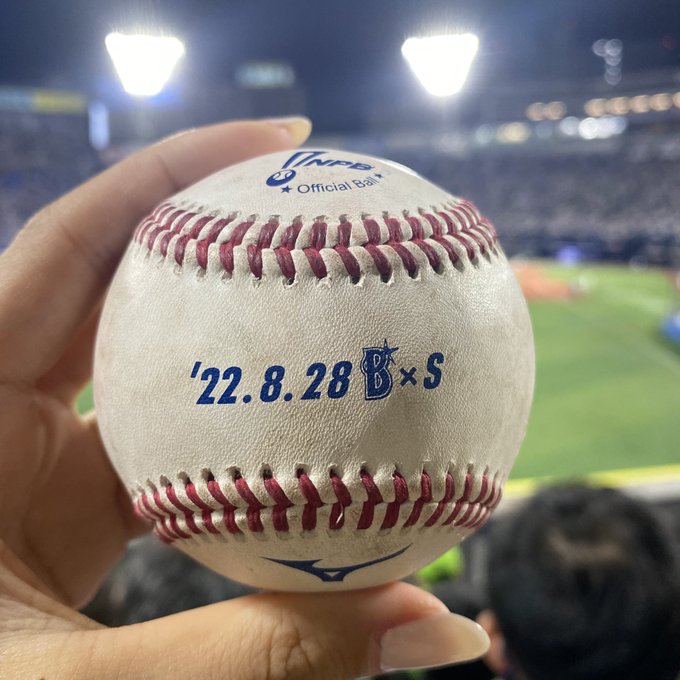 NPB
★ Official Ball ★
'22.8.28 B×S